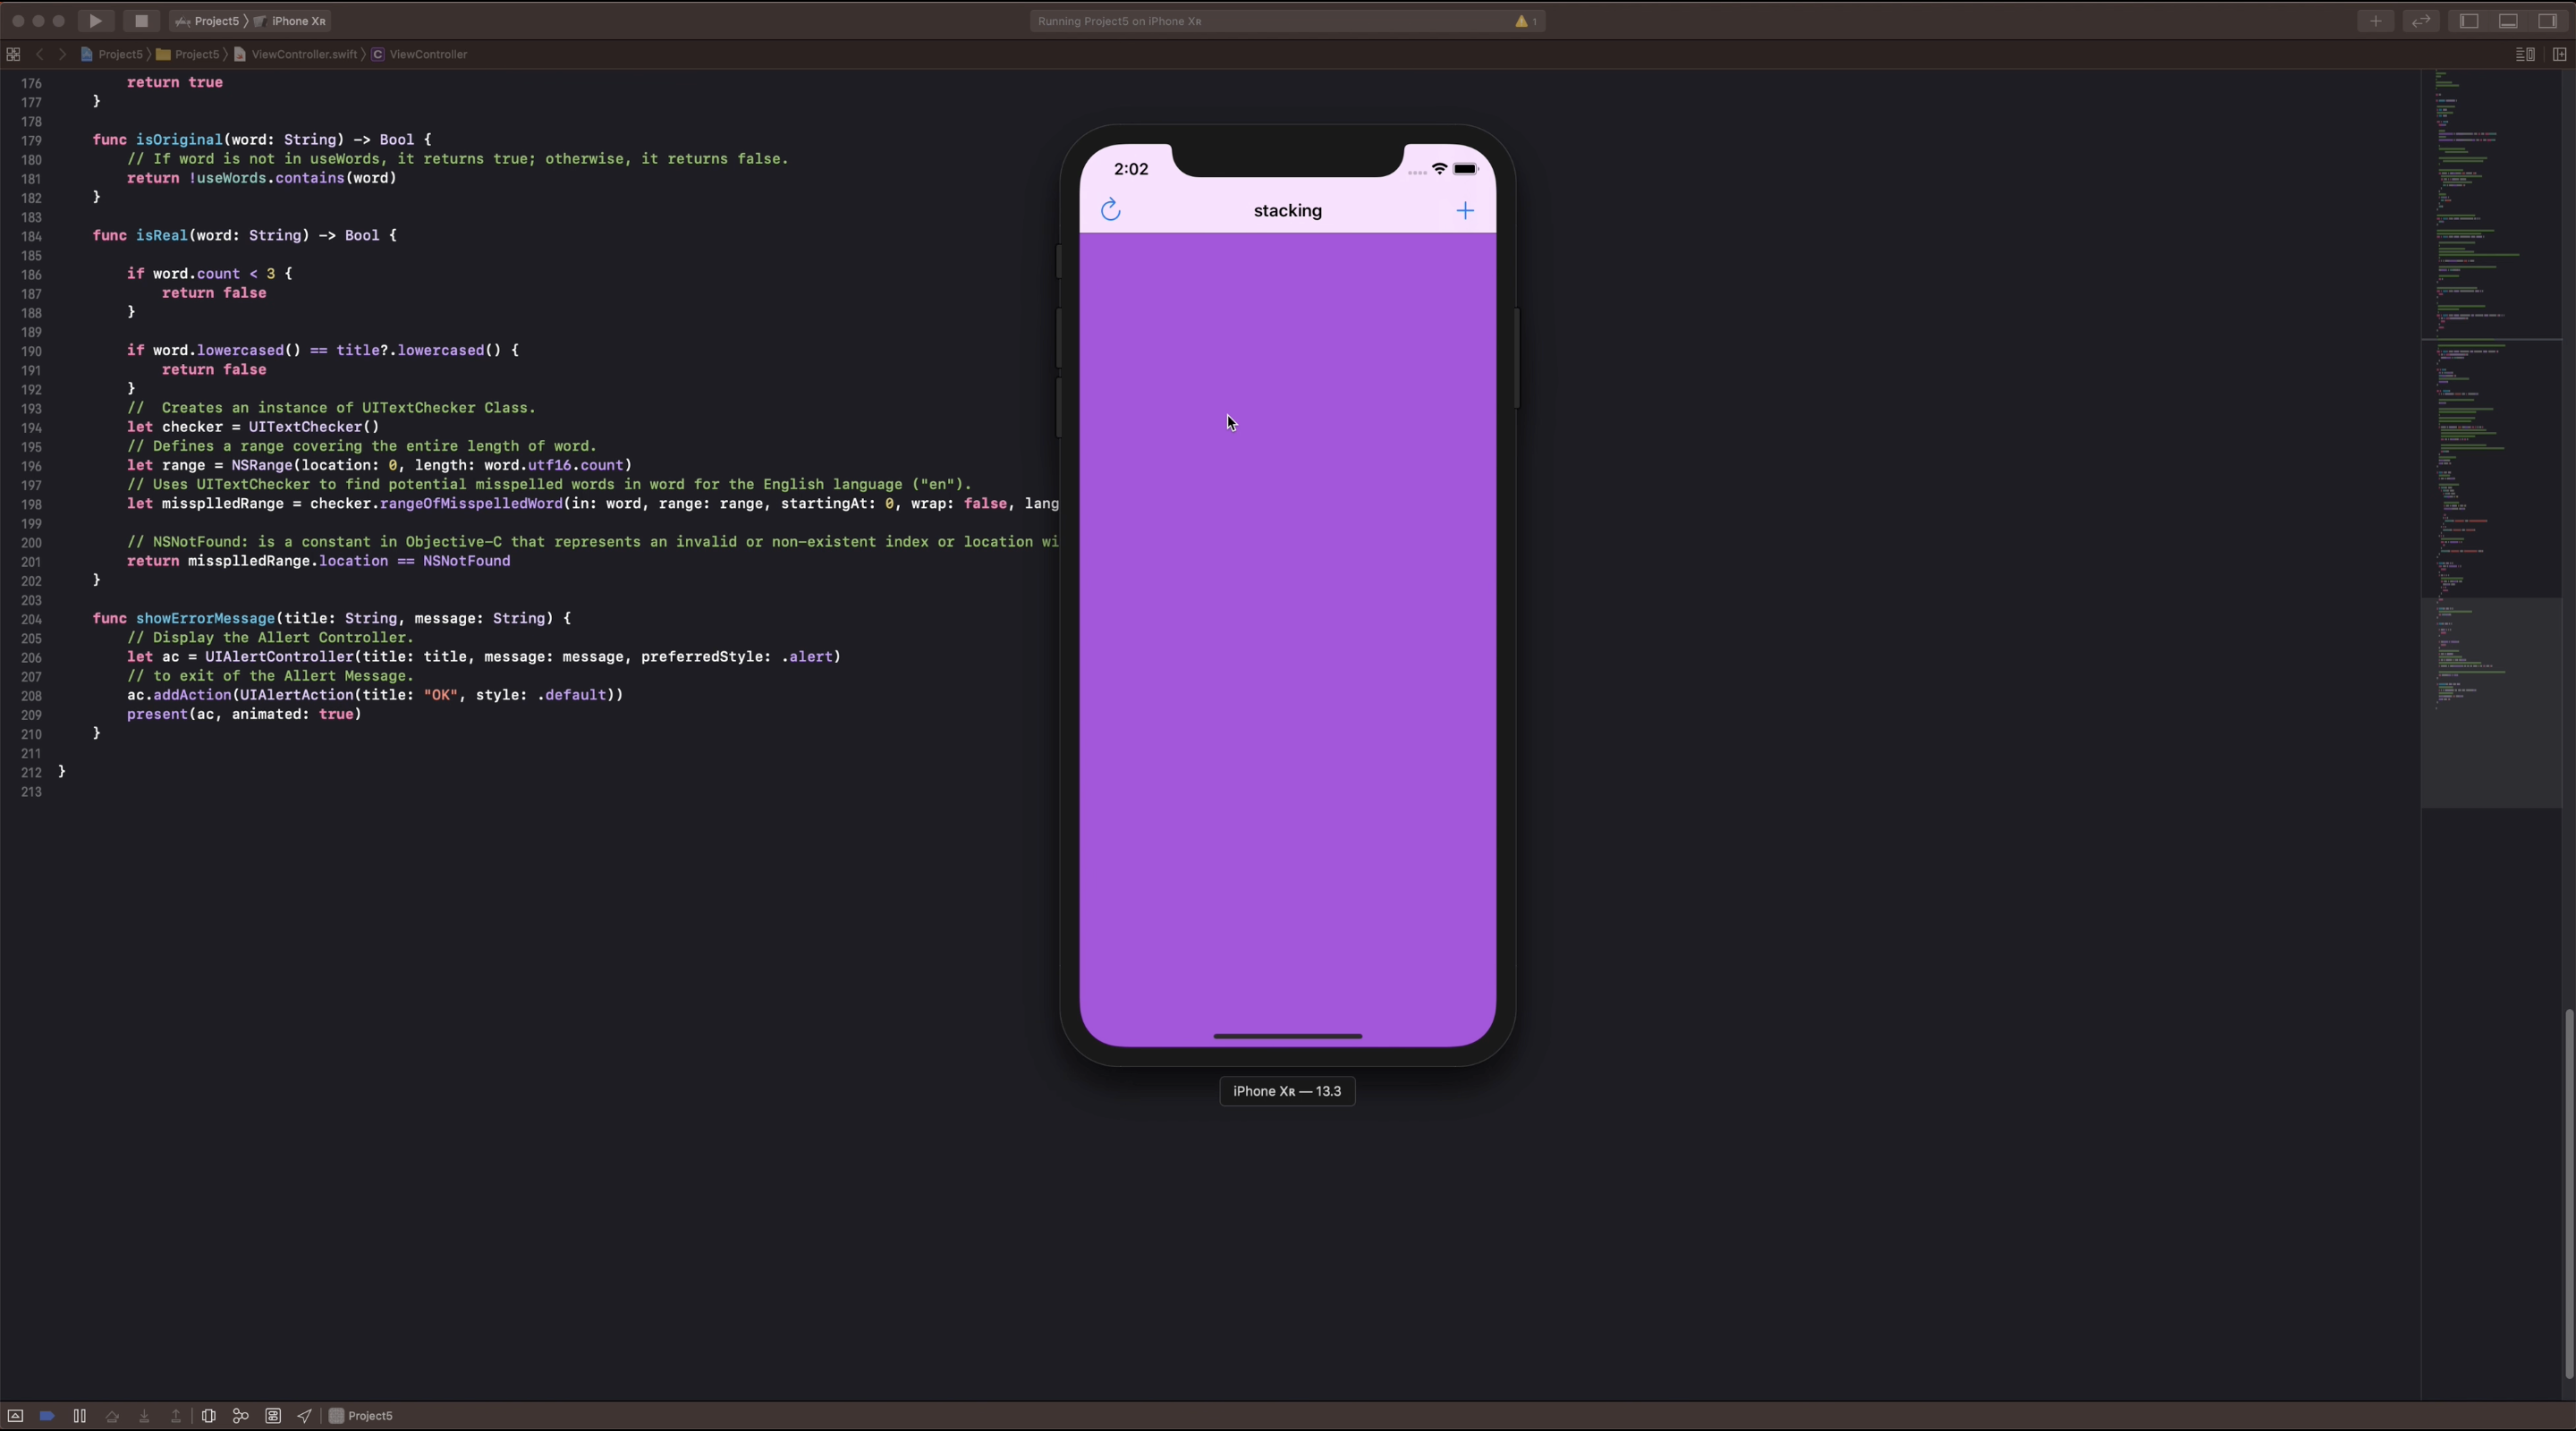 Project5 〉 iPhone Xʀ
Running Project5 on iPhone Xʀ
1
Project5 〉 Project5 〉 ViewController.swift 〉 C ViewController
176 return true
177 }
178
179 func isOriginal(word: String) -> Bool {
180 // If word is not in useWords, it returns true; otherwise, it returns false.
181 return !useWords.contains(word)
182 }
183
184 func isReal(word: String) -> Bool {
185
186 if word.count < 3 {
187 return false
188 }
189
190 if word.lowercased() == title?.lowercased() {
191 return false
192 }
193 //  Creates an instance of UITextChecker Class.
194 let checker = UITextChecker()
195 // Defines a range covering the entire length of word.
196 let range = NSRange(location: 0, length: word.utf16.count)
197 // Uses UITextChecker to find potential misspelled words in word for the English language ("en").
198 let missplledRange = checker.rangeOfMisspelledWord(in: word, range: range, startingAt: 0, wrap: false, lang
199
200 // NSNotFound: is a constant in Objective-C that represents an invalid or non-existent index or location wi
201 return missplledRange.location == NSNotFound
202 }
203
204 func showErrorMessage(title: String, message: String) {
205 // Display the Allert Controller.
206 let ac = UIAlertController(title: title, message: message, preferredStyle: .alert)
207 // to exit of the Allert Message.
208 ac.addAction(UIAlertAction(title: "OK", style: .default))
209 present(ac, animated: true)
210 }
211
212 }
213
2:02
stacking
iPhone Xʀ — 13.3
Project5